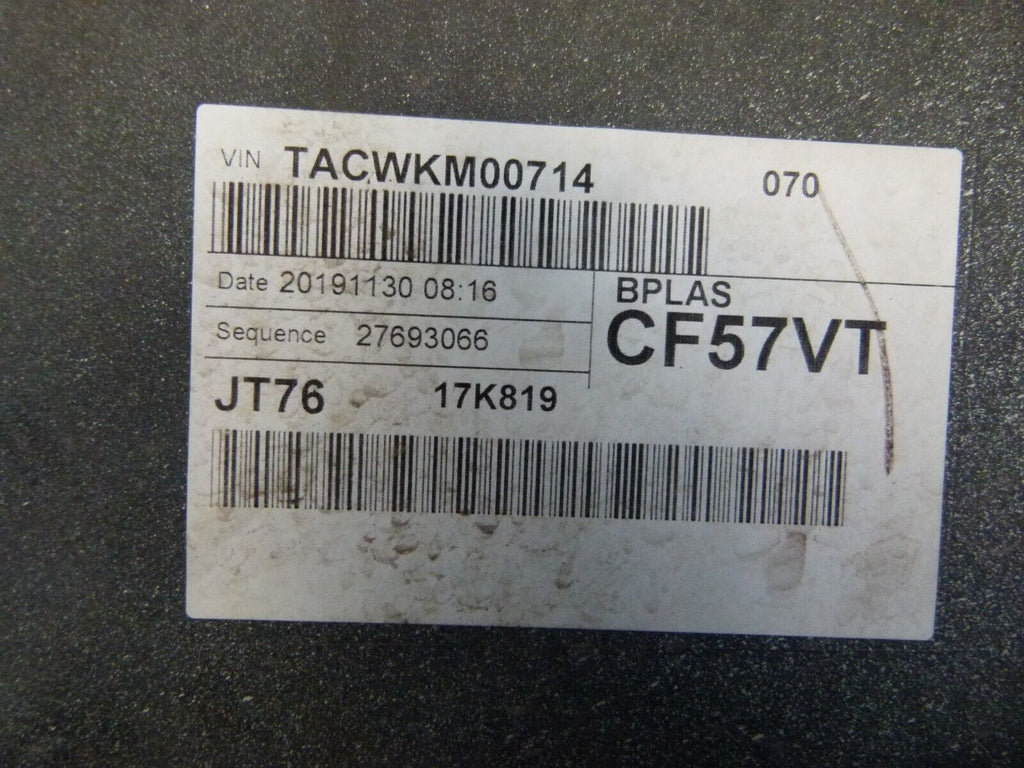 VIN TACWKM00714 070
Date 20191130 08:16
BPLAS
Sequence 27693066
CF57VT
JT76 17K819